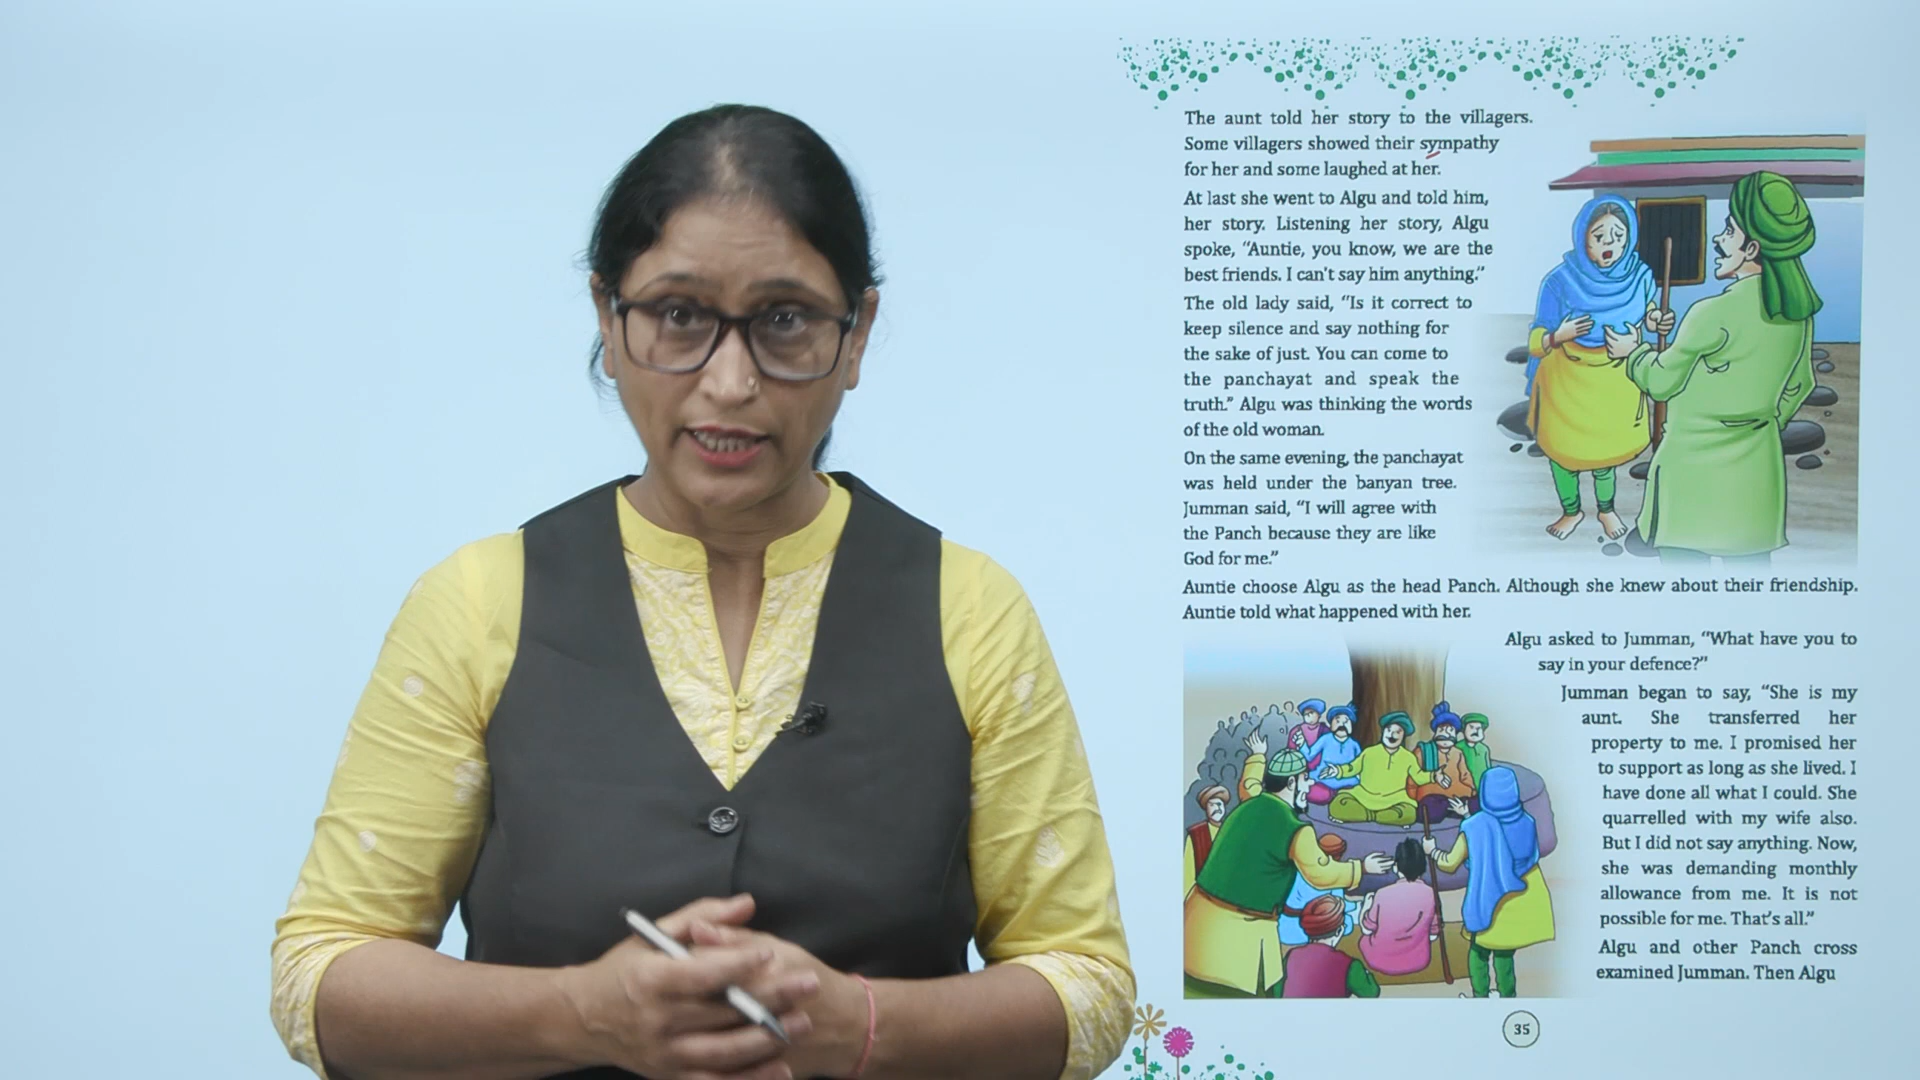 The aunt told her story to the villagers.
Some villagers showed their sympathy
for her and some laughed at her.
At last she went to Algu and told him,
her story. Listening her story, Algu
spoke, “Auntie, you know, we are the
best friends. I can't say him anything.”
The old lady said, “Is it correct to
keep silence and say nothing for
the sake of just. You can come to
the panchayat and speak the
truth.” Algu was thinking the words
of the old woman.
On the same evening, the panchayat
was held under the banyan tree.
Jumman said, “I will agree with
the Panch because they are like
God for me.”
Auntie choose Algu as the head Panch. Although she knew about their friendship.
Auntie told what happened with her.
Algu asked to Jumman, “What have you to
say in your defence?”
Jumman began to say, “She is my
aunt. She transferred her
property to me. I promised her
to support as long as she lived. I
have done all what I could. She
quarrelled with my wife also.
But I did not say anything. Now,
she was demanding monthly
allowance from me. It is not
possible for me. That's all.”
Algu and other Panch cross
examined Jumman. Then Algu
35